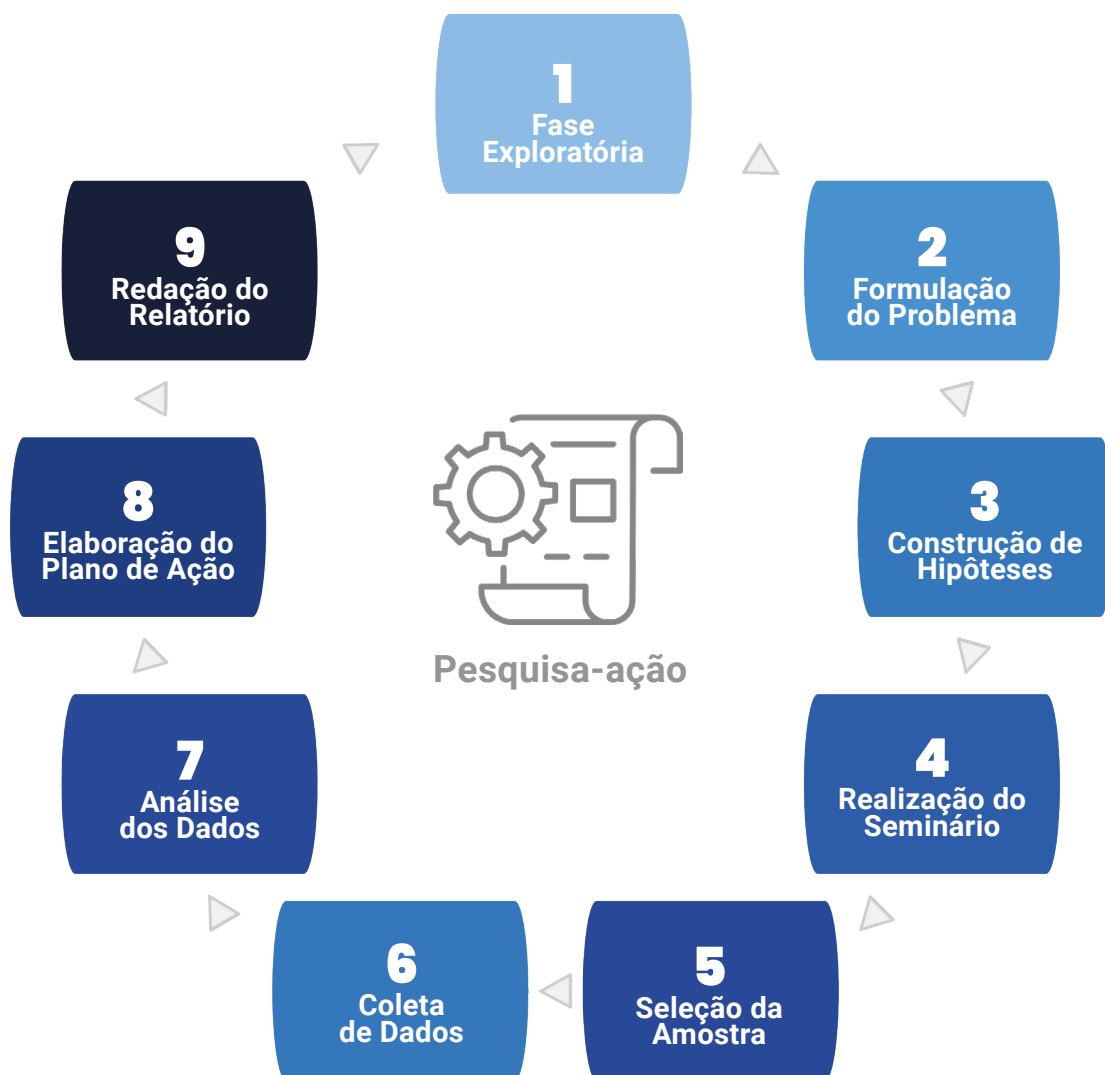 1
Fase
Exploratória
2
Formulação
do Problema
3
Construção de
Hipôteses
4
Realização do
Seminário
5
Seleção da
Amostra
6
Coleta
de Dados
7
Análise
dos Dados
8
Elaboração do
Plano de Ação
9
Redação do
Relatório
Pesquisa-ação